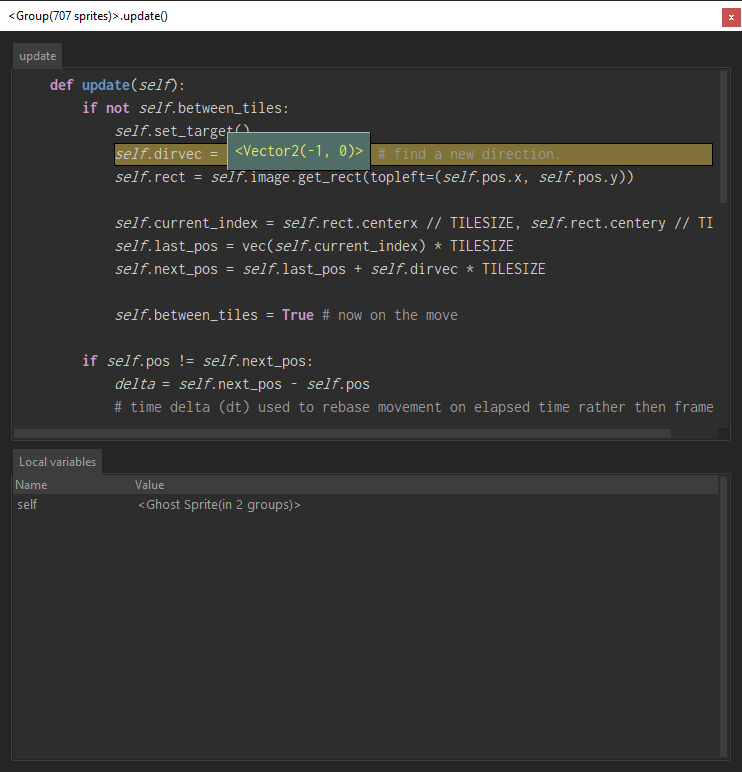 <Group(707 sprites)>.update()
x
update
def update(self):
if not self.between_tiles:
self.set_target()
self.dirvec = <Vector2(-1, 0)> # find a new direction.
self.rect = self.image.get_rect(topleft=(self.pos.x, self.pos.y))
self.current_index = self.rect.centerx // TILESIZE, self.rect.centery // TI
self.last_pos = vec(self.current_index) * TILESIZE
self.next_pos = self.last_pos + self.dirvec * TILESIZE
self.between_tiles = True # now on the move
if self.pos != self.next_pos:
delta = self.next_pos - self.pos
# time delta (dt) used to rebase movement on elapsed time rather then frame
Local variables
Name Value
self <Ghost Sprite(in 2 groups)>